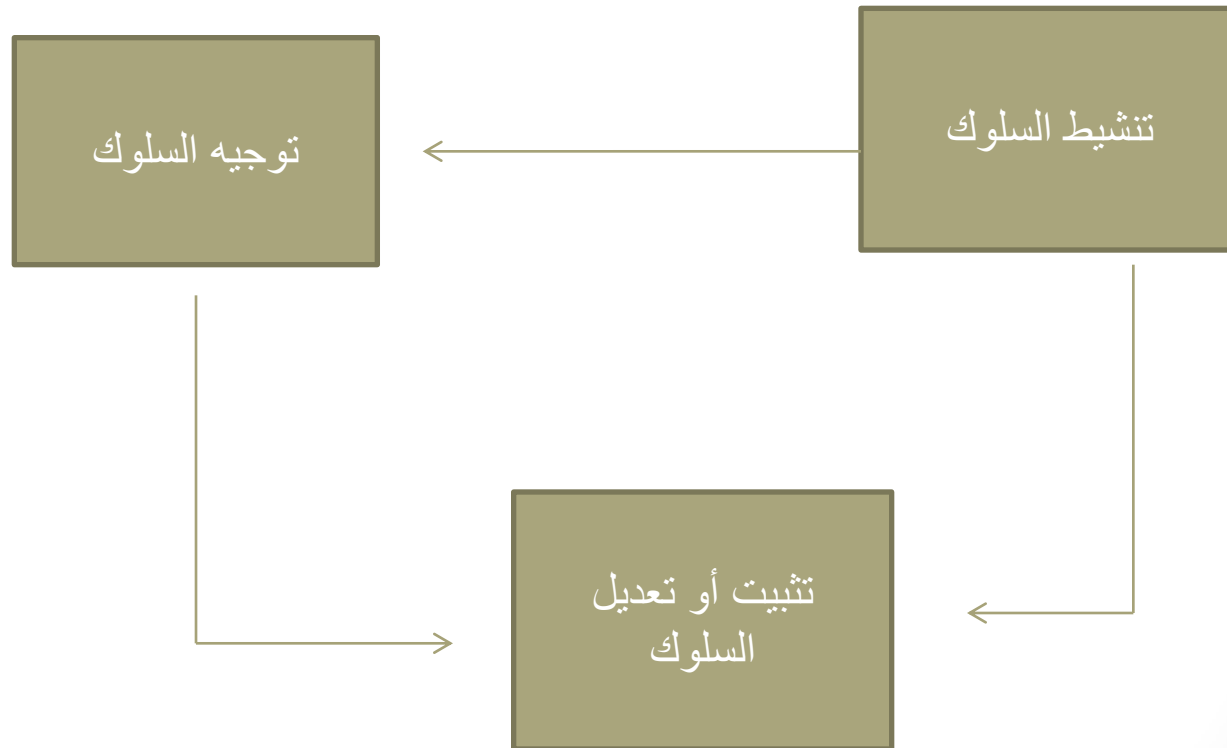 تنشيط السلوك
توجيه السلوك
تثبيت أو تعديل
السلوك